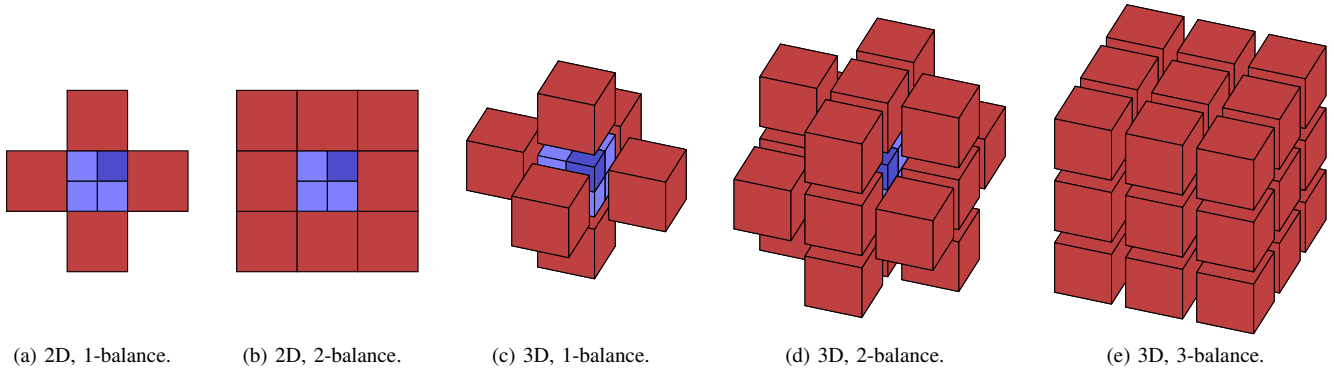 (a) 2D, 1-balance.
(b) 2D, 2-balance.
(c) 3D, 1-balance.
(d) 3D, 2-balance.
(e) 3D, 3-balance.